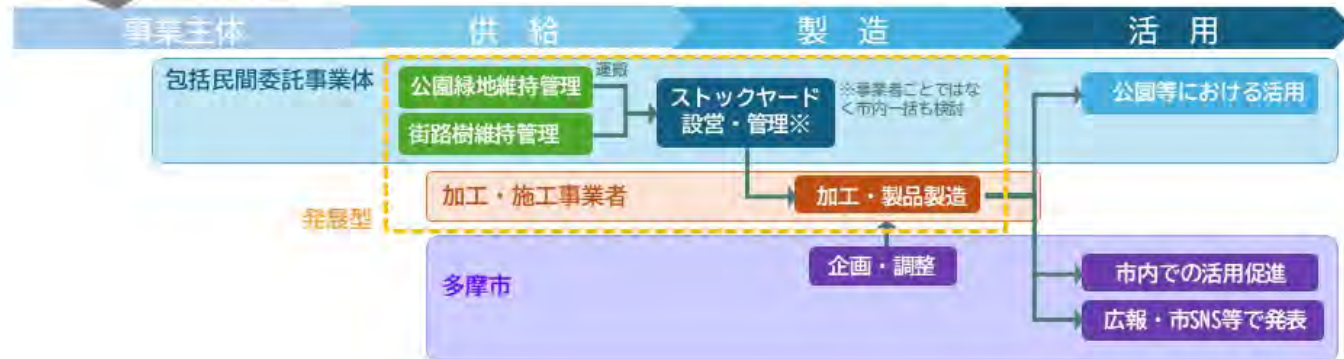 事業主体
供給
製造
活用
包括民間委託事業体
公園緑地維持管理
運搬
街路樹維持管理
ストックヤード
設営・管理※
※事業者ごとではな
く市内一括も検討
公園等における活用
加工・施工事業者
加工・製品製造
発展型
企画・調整
多摩市
市内での活用促進
広報・市SNS等で発表